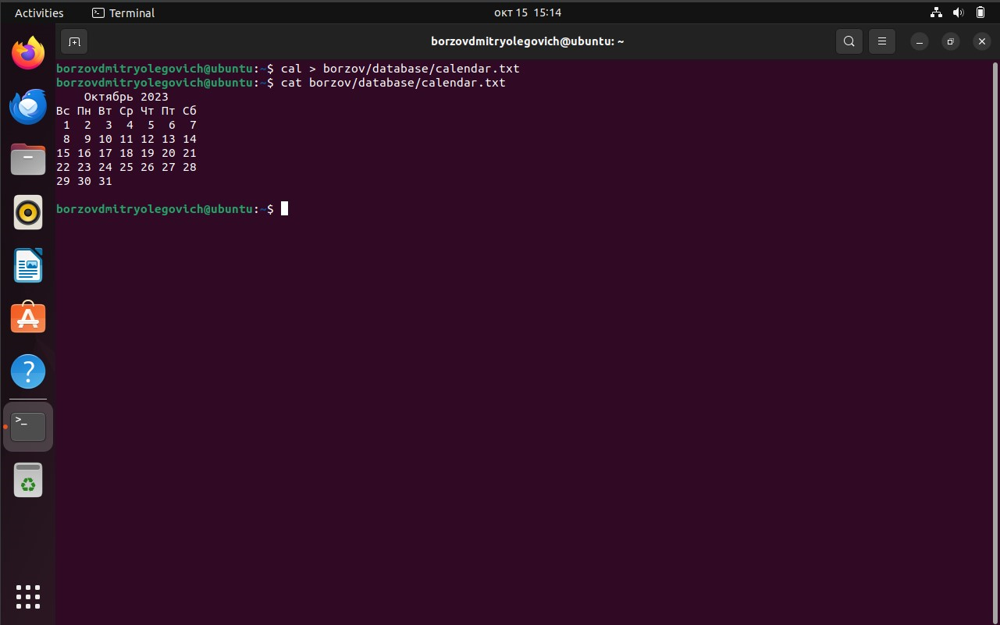 Activities Terminal окт 15 15:14
borzovdmitryolegovich@ubuntu: ~
borzovdmitryolegovich@ubuntu:~$ cal > borzov/database/calendar.txt
borzovdmitryolegovich@ubuntu:~$ cat borzov/database/calendar.txt
    Октябрь 2023
Вс Пн Вт Ср Чт Пт Сб
 1  2  3  4  5  6  7
 8  9 10 11 12 13 14
15 16 17 18 19 20 21
22 23 24 25 26 27 28
29 30 31
borzovdmitryolegovich@ubuntu:~$